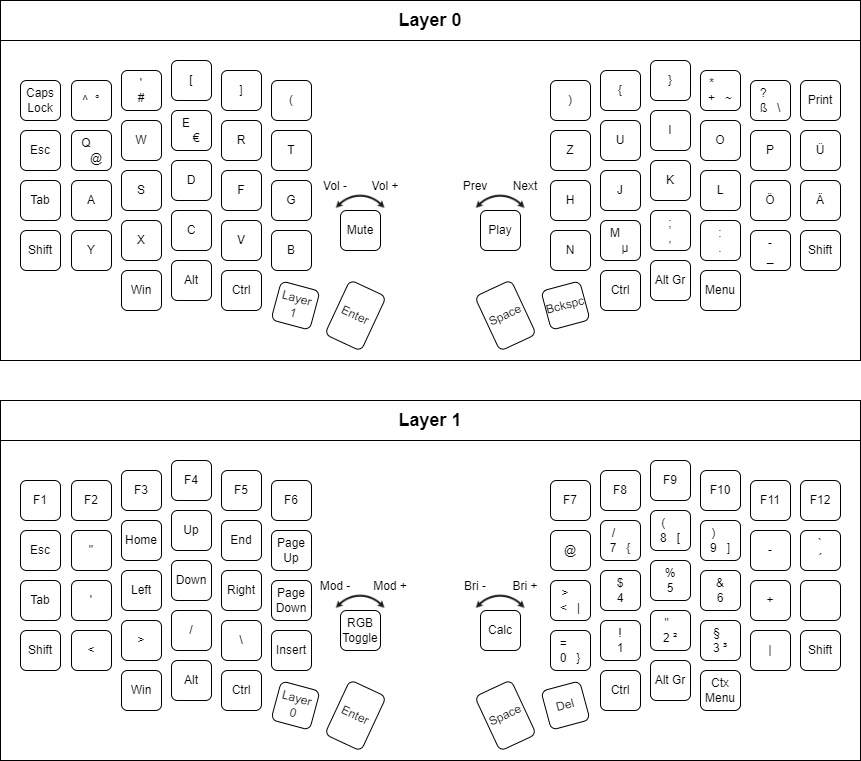 Layer 0
Caps Lock ^ ° ' # [ ] (
) { } * + ~ ? ß \ Print
Esc Q @ W E € R T
Z U I O P Ü
Tab A S D F G
Vol - Vol +
Prev Next
H J K L Ö Ä
Shift Y X C V B Mute
Play N M µ ; , : . - _ Shift
Win Alt Ctrl Layer 1 Enter
Space Bckspc Ctrl Alt Gr Menu
Layer 1
F1 F2 F3 F4 F5 F6
F7 F8 F9 F10 F11 F12
Esc " Home Up End Page Up
@ / 7 { ( 8 [ ) 9 ] - ` ´
Tab ' Left Down Right Page Down
Mod - Mod +
Bri - Bri +
> < | $ 4 % 5 & 6 +
Shift < > / \ Insert RGB Toggle
Calc = 0 } ! 1 " 2 ² § 3 ³ | Shift
Win Alt Ctrl Layer 0 Enter
Space Del Ctrl Alt Gr Ctx Menu